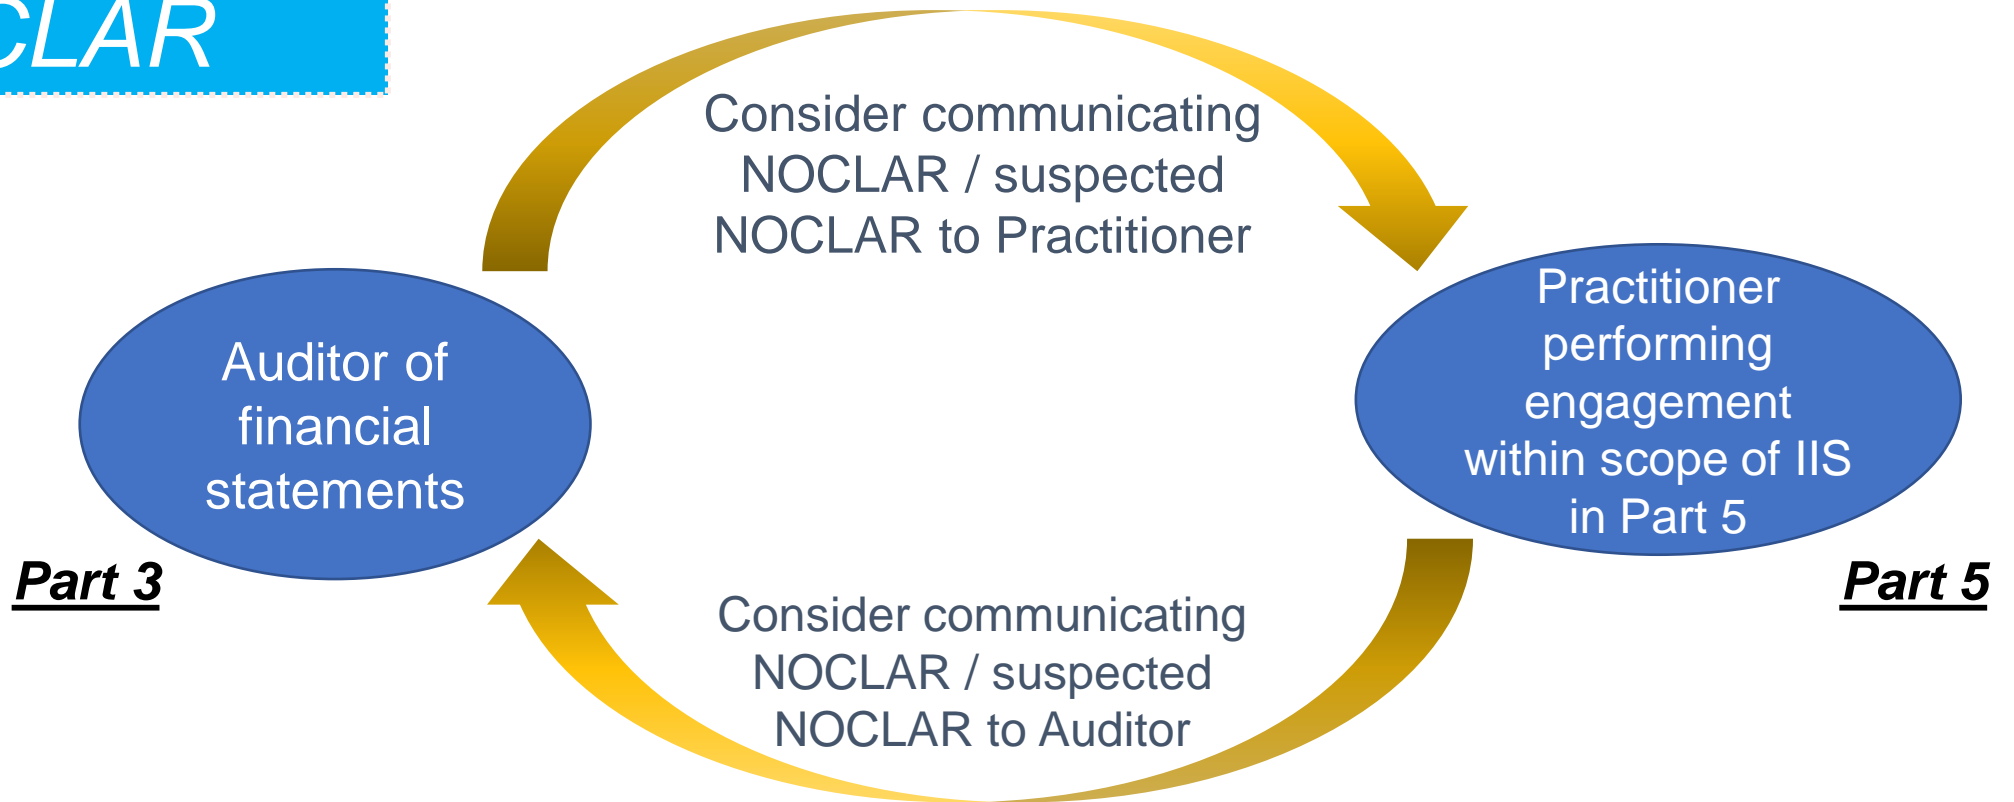 CLAR
Consider communicating
NOCLAR / suspected
NOCLAR to Practitioner
Auditor of
financial
statements
Practitioner
performing
engagement
within scope of IIS
in Part 5
Part 3
Part 5
Consider communicating
NOCLAR / suspected
NOCLAR to Auditor